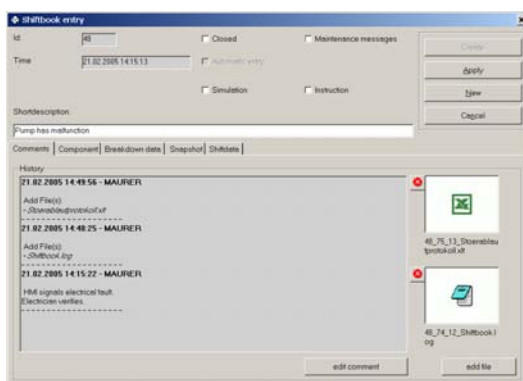 Shiftbook entry
Id
48
Closed
Maintenance messages
Create
Time
21.02.2005 14:15:13
Automatic entry
Apply
Simulation
Instruction
New
Shortdescription:
Cancel
Pump has malfunction
Comments
Component
Breakdown data
Snapshot
Shiftdata
History
21.02.2005 14:49:56 - MAURER
Add File(s):
- Stoerablautprotokoll.xlt
21.02.2005 14:48:25 - MAURER
Add File(s):
- Shiftbook.log
21.02.2005 14:15:22 - MAURER
HMI signals electrical fault.
Electrician verifies.
48_75_13_Stoerablau
tprotokoll.xlt
48_74_12_Shiftbook.l
og
edit comment
add file